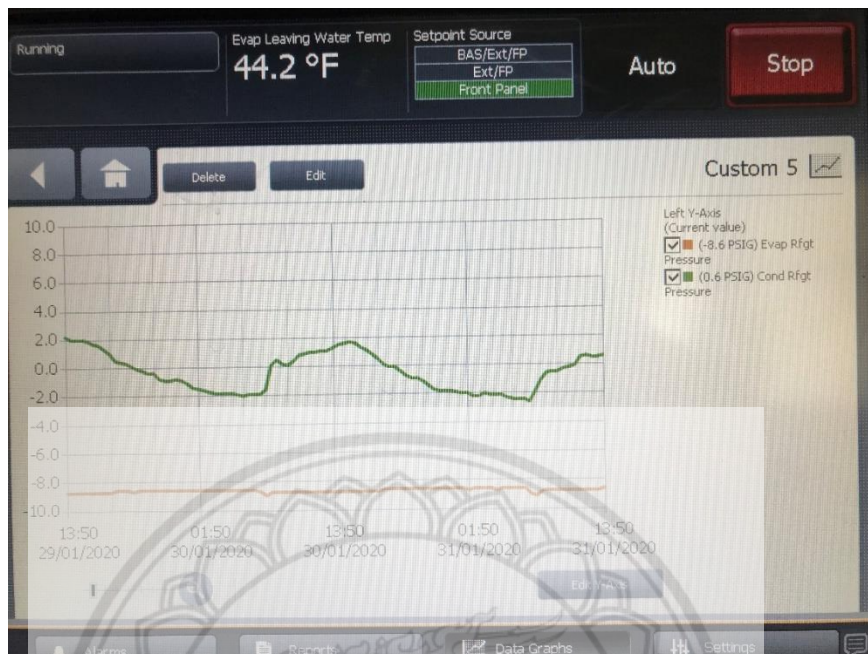 Running
Evap Leaving Water Temp
44.2 °F
Setpoint Source
BAS/Ext/FP
Ext/FP
Front Panel
Auto
Stop
Delete
Edit
Custom 5
Left Y-Axis
(Current value)
(-8.6 PSIG) Evap Rfgt
Pressure
(0.6 PSIG) Cond Rfgt
Pressure
10.0
8.0
6.0
4.0
2.0
0.0
-2.0
-4.0
-6.0
-8.0
-10.0
13:50 01:50 13:50 01:50 13:50
29/01/2020 30/01/2020 30/01/2020 31/01/2020 31/01/2020
Alarms
Reports
Data Graphs
Settings